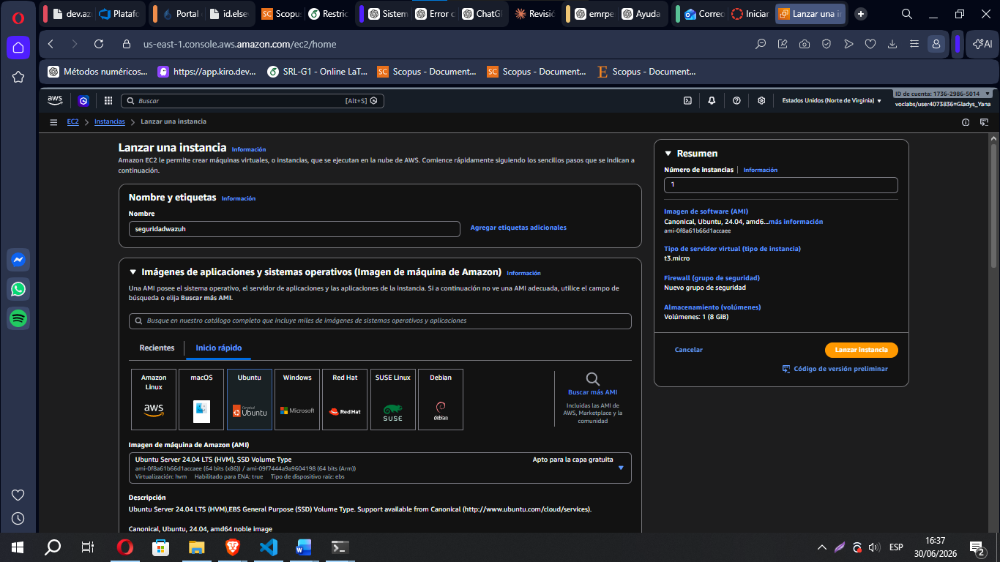 dev.az
Platafo
Portal
id.else
Scopus
Restric
Sistem
Error c
ChatGI
Revisió
emrpe
Ayuda
Correo
Iniciar
Lanzar una i
us-east-1.console.aws.amazon.com/ec2/home
AI
Métodos numéricos...
https://app.kiro.dev...
SRL-G1 - Online LaT...
SC Scopus - Document...
SC Scopus - Document...
E Scopus - Document...
aws
Buscar
[Alt+S]
Estados Unidos (Norte de Virginia)
ID de cuenta: 1736-2986-5014
voclabs/user4073836=Gladys_Yana
EC2
Instancias
Lanzar una instancia
Lanzar una instancia Información
Amazon EC2 le permite crear máquinas virtuales, o instancias, que se ejecutan en la nube de AWS. Comience rápidamente siguiendo los sencillos pasos que se indican a
continuación.
Nombre y etiquetas Información
Nombre
seguridadwazuh
Agregar etiquetas adicionales
Imágenes de aplicaciones y sistemas operativos (Imagen de máquina de Amazon) Información
Una AMI posee el sistema operativo, el servidor de aplicaciones y las aplicaciones de la instancia. Si a continuación no ve una AMI adecuada, utilice el campo de
búsqueda o elija Buscar más AMI.
Busque en nuestro catálogo completo que incluye miles de imágenes de sistemas operativos y aplicaciones
Recientes
Inicio rápido
Amazon
Linux
aws
macOS
Ubuntu
Canonical
Ubuntu
Windows
Microsoft
Red Hat
Red Hat
SUSE Linux
SUSE
Debian
debian
Buscar más AMI
Incluidas las AMI de
AWS, Marketplace y la
comunidad
Imagen de máquina de Amazon (AMI)
Ubuntu Server 24.04 LTS (HVM), SSD Volume Type
Apto para la capa gratuita
ami-0f8a61b66d1accaee (64 bits (x86)) / ami-09f7444a9a9604198 (64 bits (Arm))
Virtualización: hvm Habilitado para ENA: true Tipo de dispositivo raíz: ebs
Descripción
Ubuntu Server 24.04 LTS (HVM),EBS General Purpose (SSD) Volume Type. Support available from Canonical (http://www.ubuntu.com/cloud/services).
Canonical, Ubuntu, 24.04, amd64 noble image
Resumen
Número de instancias
Información
1
Imagen de software (AMI)
Canonical, Ubuntu, 24.04, amd6...más información
ami-0f8a61b66d1accaee
Tipo de servidor virtual (tipo de instancia)
t3.micro
Firewall (grupo de seguridad)
Nuevo grupo de seguridad
Almacenamiento (volúmenes)
Volúmenes: 1 (8 GiB)
Cancelar
Lanzar instancia
Código de versión preliminar
ESP
16:37
30/06/2026
2